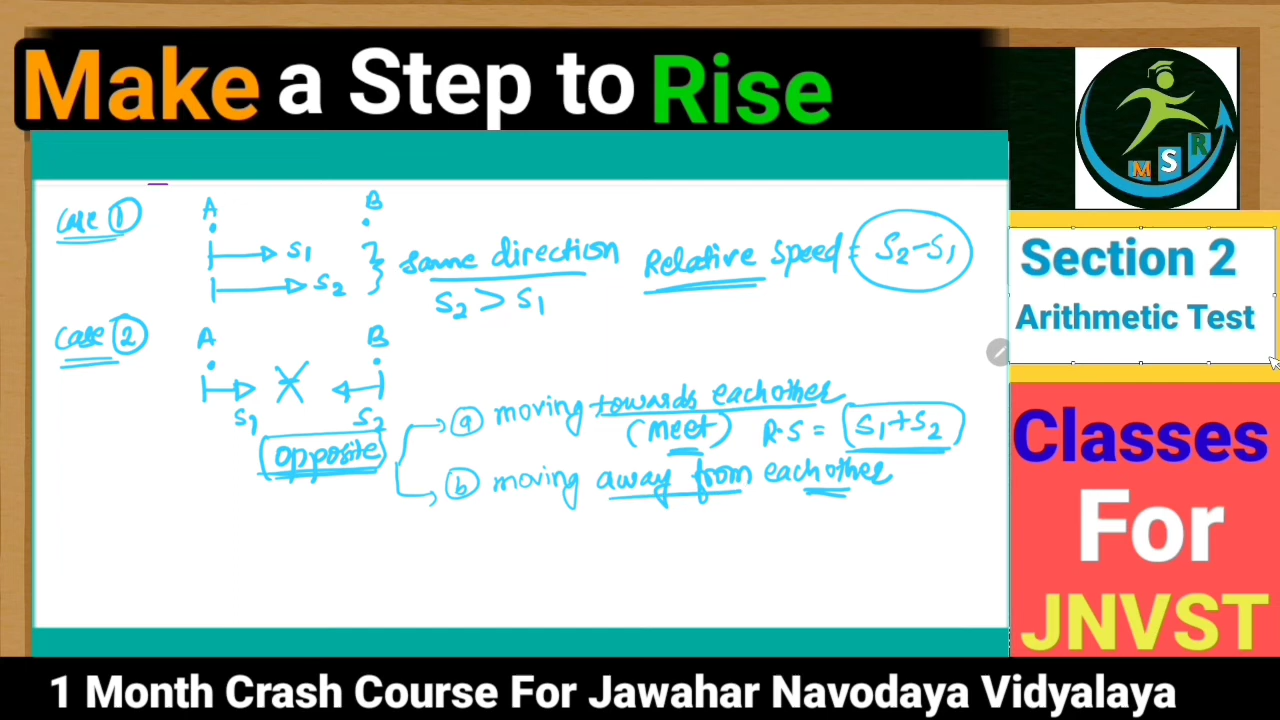 Make a Step to Rise
M S R
Case 1 A B
S1
S2
Same direction Relative Speed = S2-S1
S2 > S1
Case 2 A B
S1 S2
opposite
a moving towards eachother
(meet) R.S = S1+S2
b moving away from eachother
Section 2
Arithmetic Test
Classes
For
JNVST
1 Month Crash Course For Jawahar Navodaya Vidyalaya